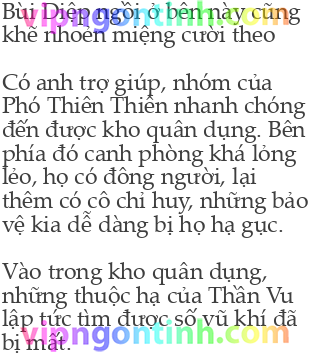 Bùi Diệp ngồi ở bên này cũng
khẽ nhoẻn miệng cười theo
Có anh trợ giúp, nhóm của
Phó Thiên Thiên nhanh chóng
đến được kho quân dụng. Bên
phía đó canh phòng khá lỏng
lẻo, họ có đông người, lại
thêm có cô chỉ huy, những bảo
vệ kia dễ dàng bị họ hạ gục.
Vào trong kho quân dụng,
những thuộc hạ của Thần Vu
lập tức tìm được số vũ khí đã
bị mất.
vipngontinh.com
vipngontinh.com